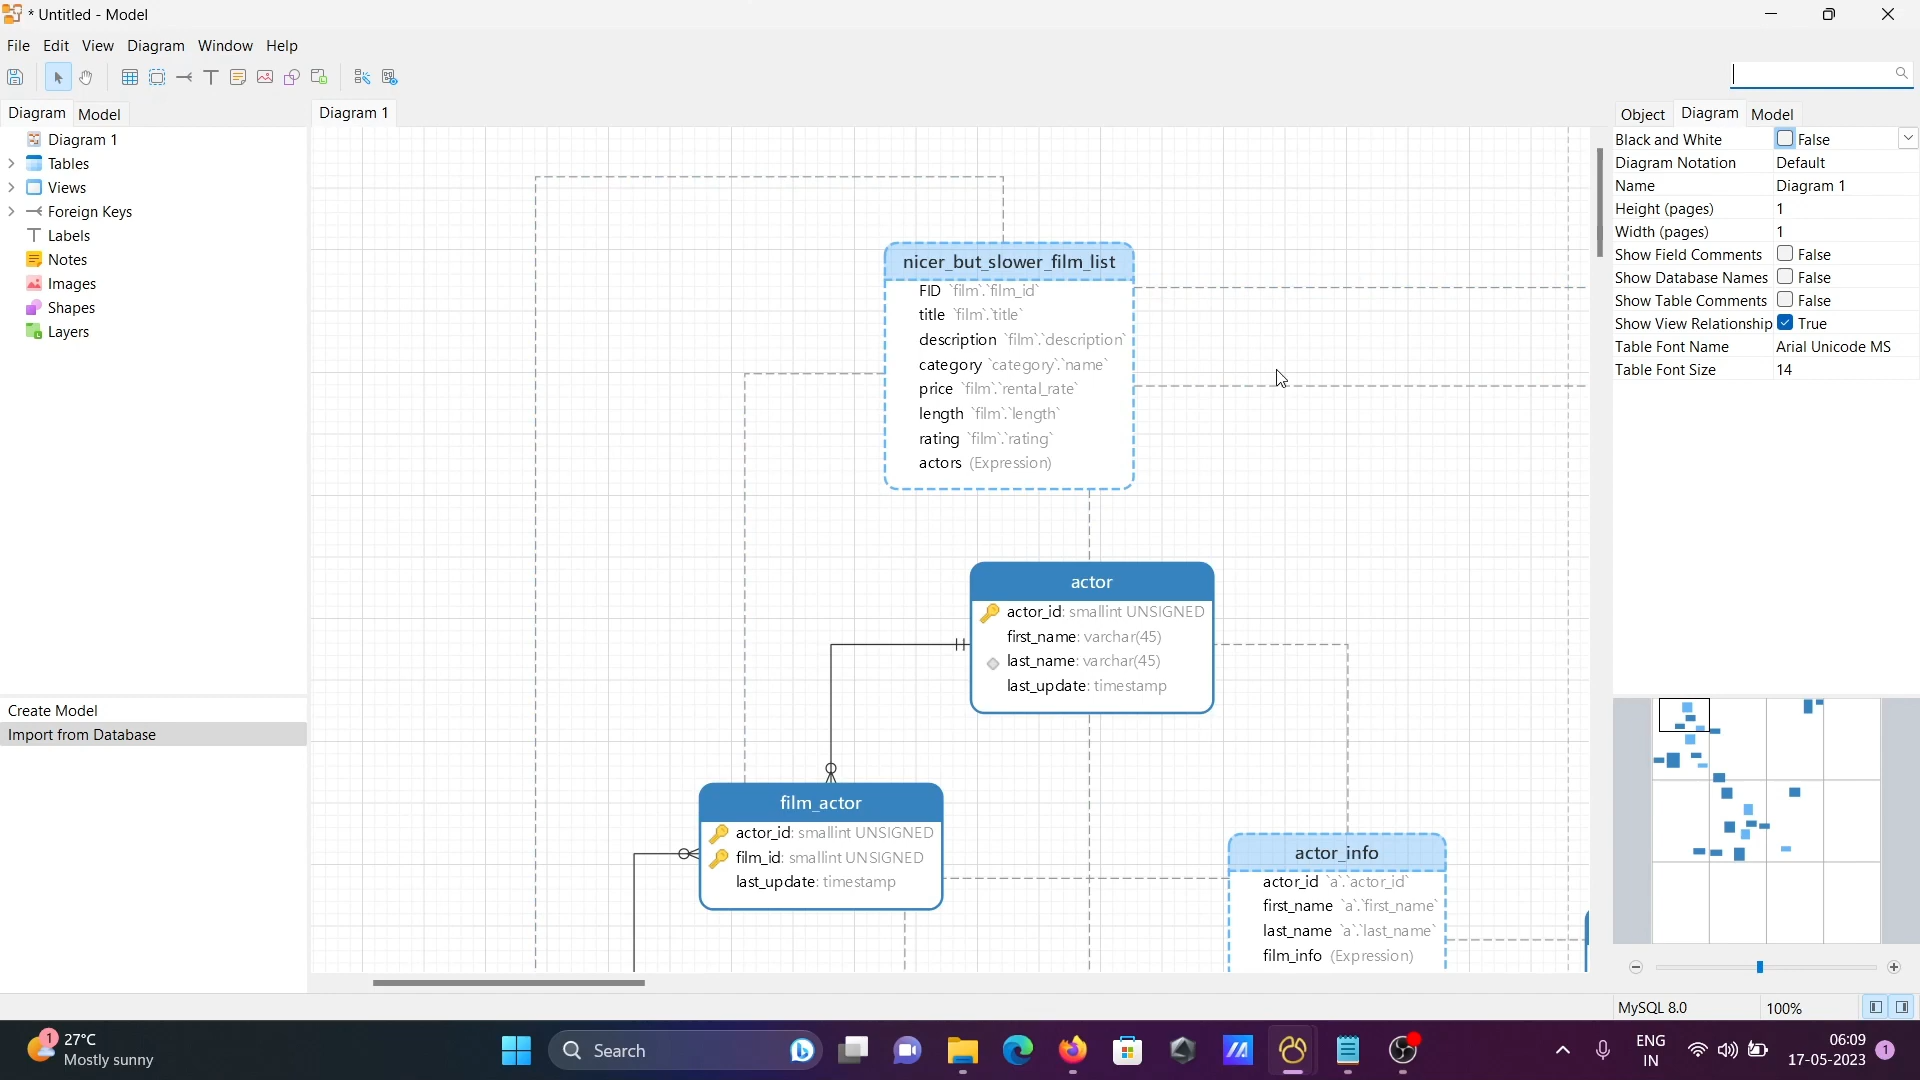 * Untitled - Model
File Edit View Diagram Window Help
Diagram Model
Diagram 1
Tables
Views
Foreign Keys
Labels
Notes
Images
Shapes
Layers
Create Model
Import from Database
Diagram 1
nicer_but_slower_film_list
FID `film`.`film_id`
title `film`.`title`
description `film`.`description`
category `category`.`name`
price `film`.`rental_rate`
length `film`.`length`
rating `film`.`rating`
actors (Expression)
actor
actor_id: smallint UNSIGNED
first_name: varchar(45)
last_name: varchar(45)
last_update: timestamp
film_actor
actor_id: smallint UNSIGNED
film_id: smallint UNSIGNED
last_update: timestamp
actor_info
actor_id `a`.`actor_id`
first_name `a`.`first_name`
last_name `a`.`last_name`
film_info (Expression)
Object Diagram Model
Black and White False
Diagram Notation Default
Name Diagram 1
Height (pages) 1
Width (pages) 1
Show Field Comments False
Show Database Names False
Show Table Comments False
Show View Relationship True
Table Font Name Arial Unicode MS
Table Font Size 14
MySQL 8.0 100%
1 27°C
Mostly sunny
Search
ENG
IN
06:09
17-05-2023
1